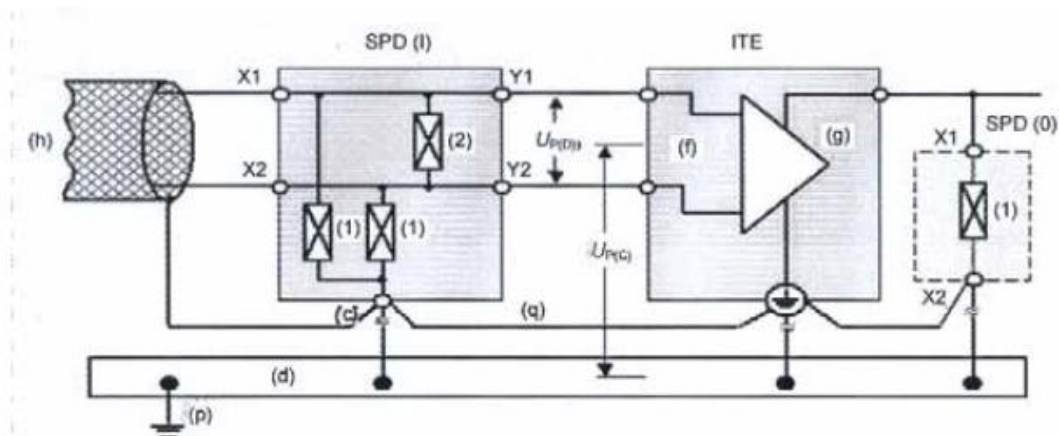 SPD (I) ITE
X1 Y1
SPD (0)
X1
(h) (2) U_P(D)) (f) (g)
X2 Y2
(1) (1) U_P(C) (1)
X2
(c) (q)
(d)
(p)